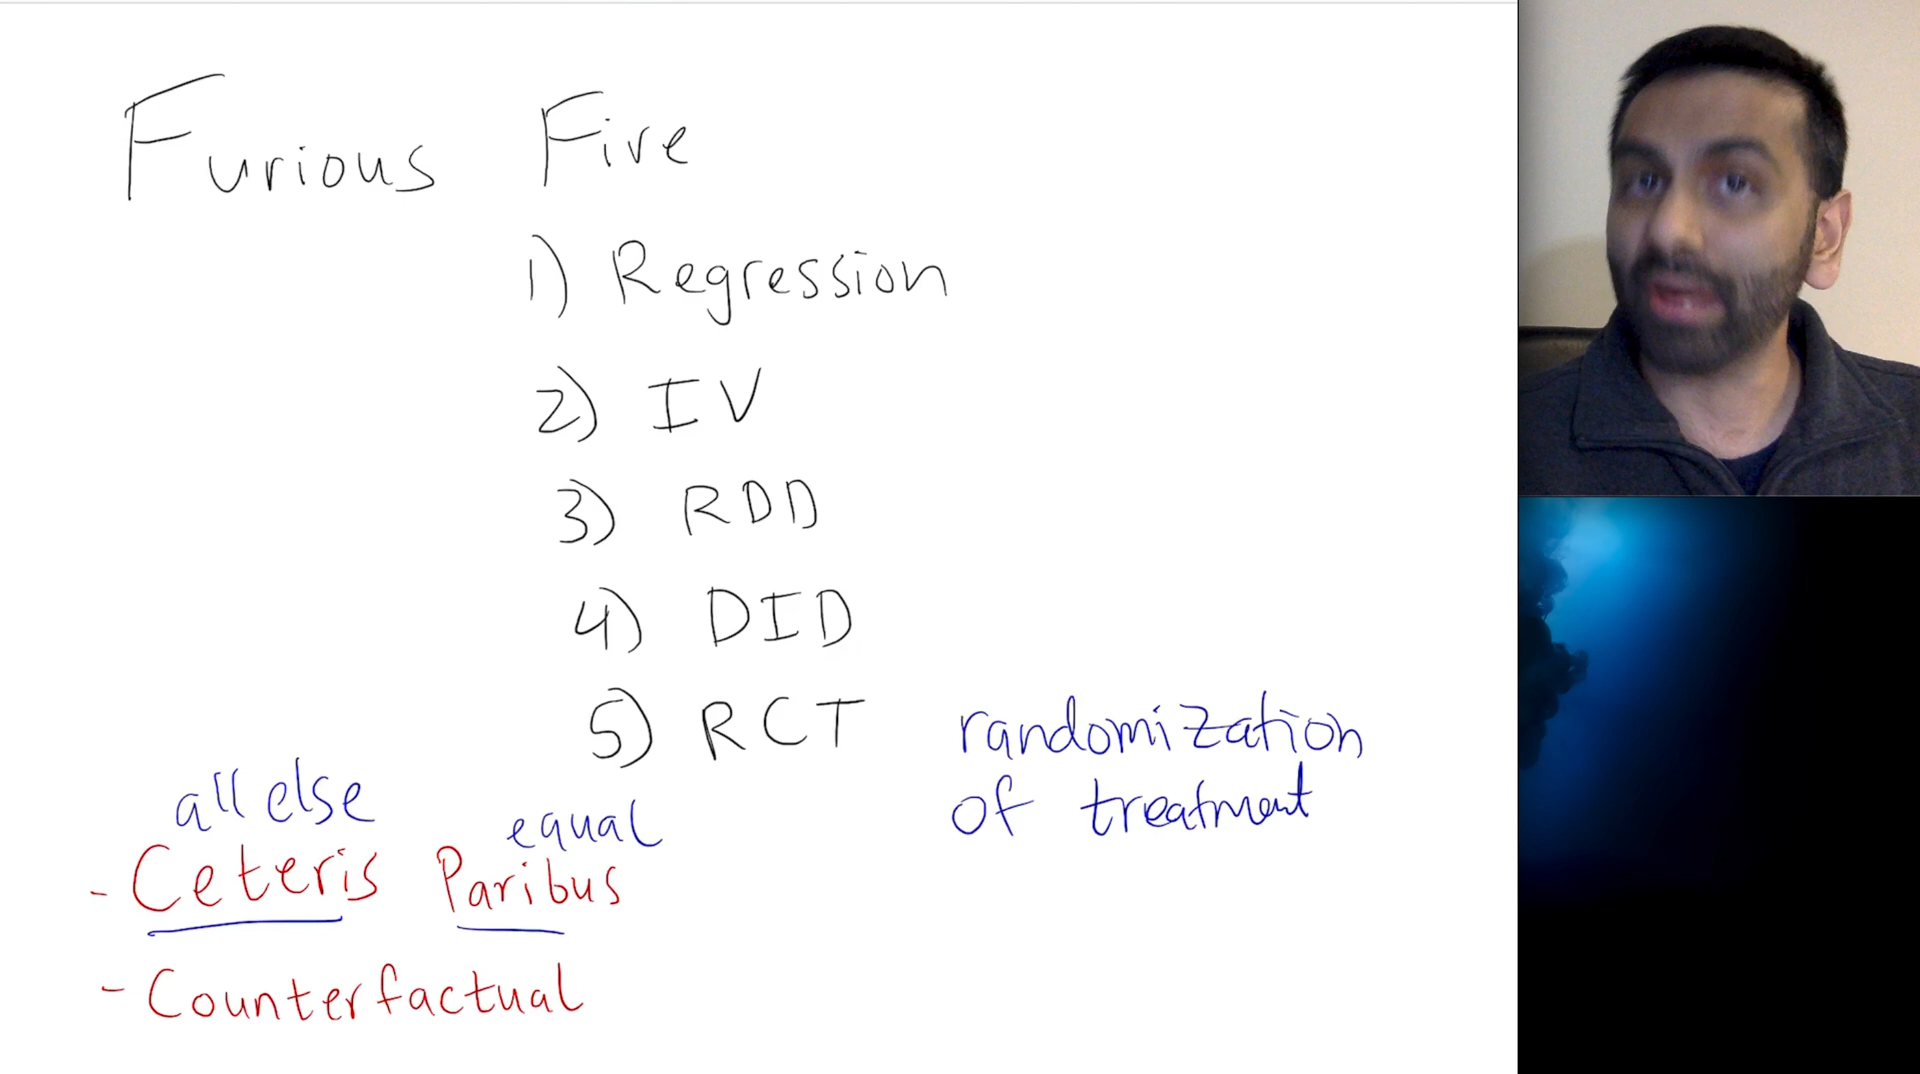 Furious Five
1) Regression
2) IV
3) RDD
4) DID
5) RCT
randomization
of treatment
all else equal
- Ceteris Paribus
- Counterfactual